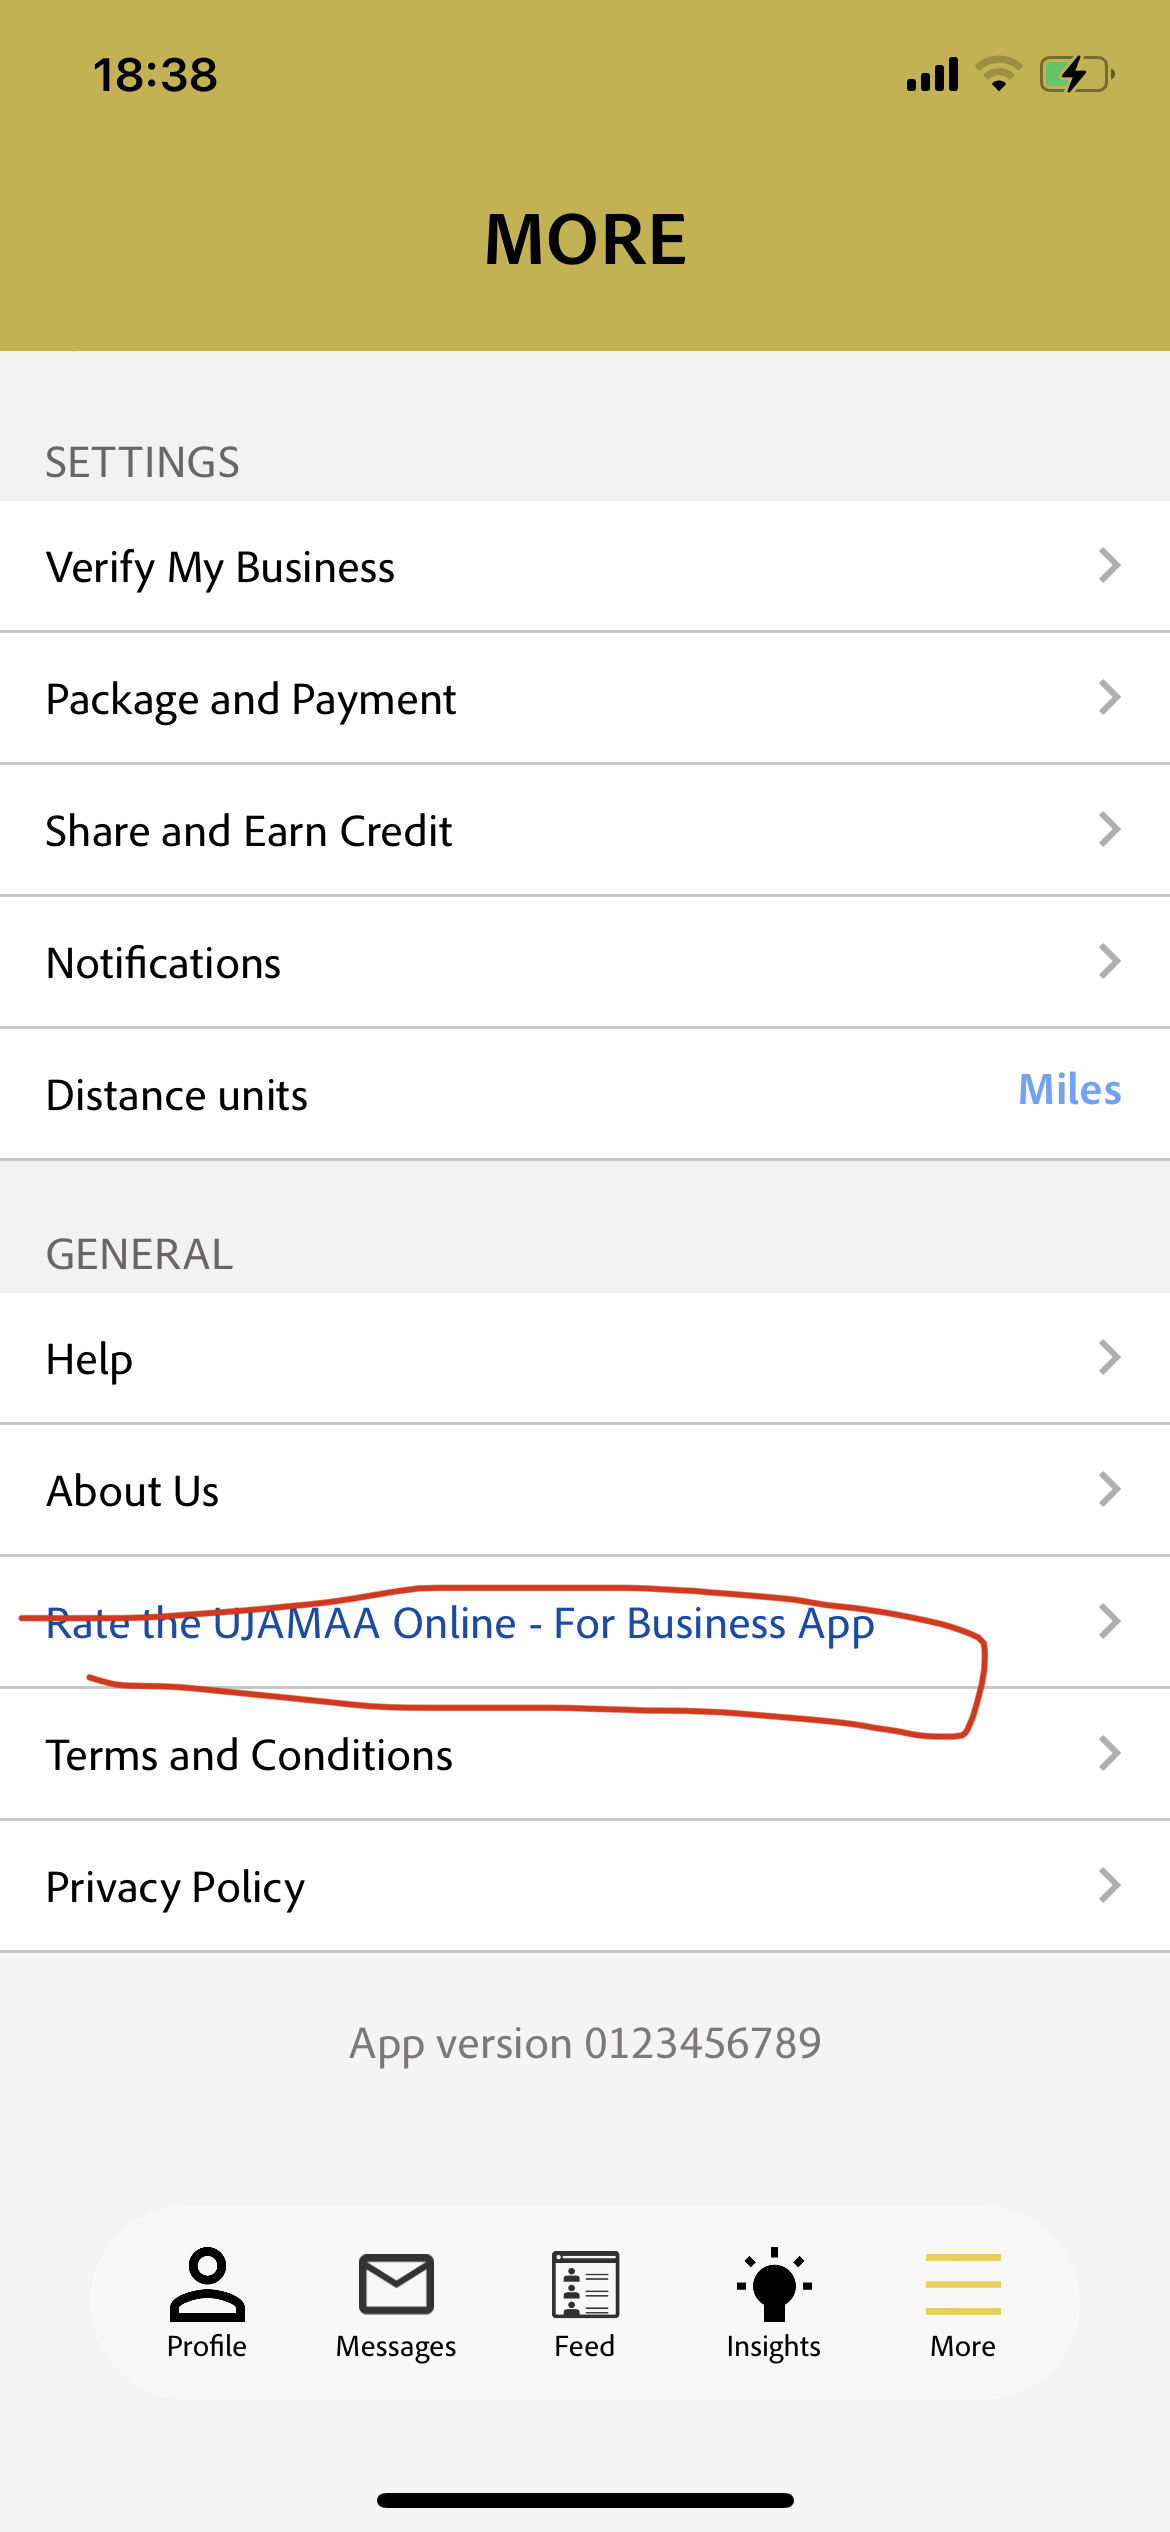 18:38
MORE
SETTINGS
Verify My Business
Package and Payment
Share and Earn Credit
Notifications
Distance units Miles
GENERAL
Help
About Us
Rate the UJAMAA Online - For Business App
Terms and Conditions
Privacy Policy
App version 0123456789
Profile Messages Feed Insights More